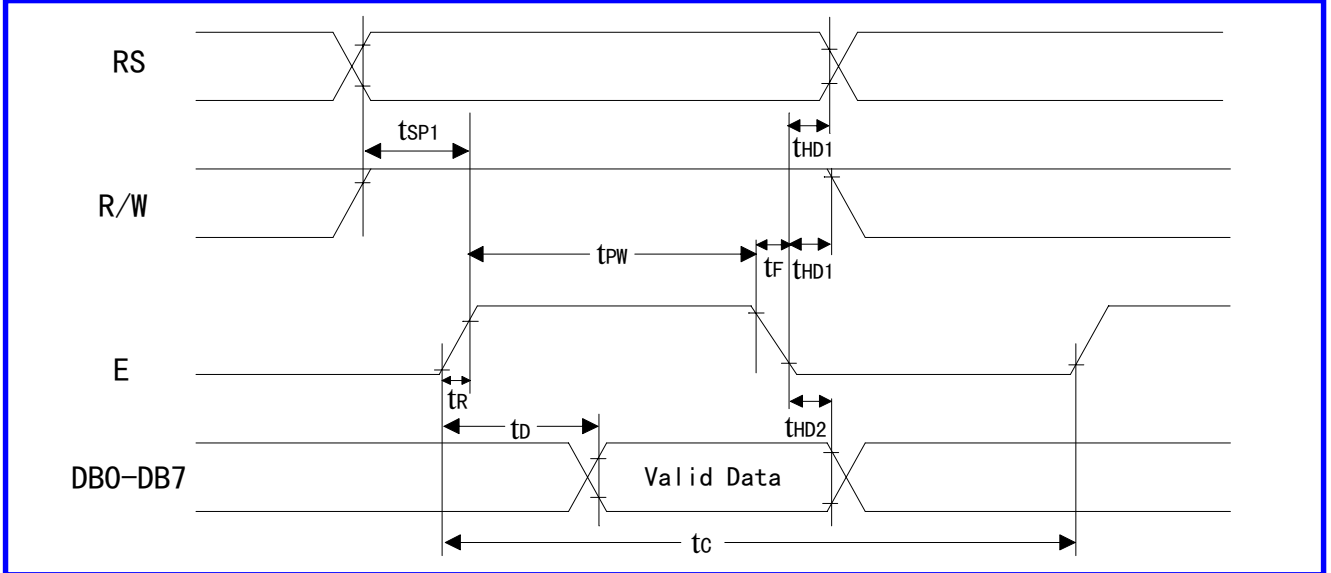 RS
tSP1
tHD1
R/W
tPW
tF
tHD1
E
tR
tD
tHD2
DB0-DB7
Valid Data
tC